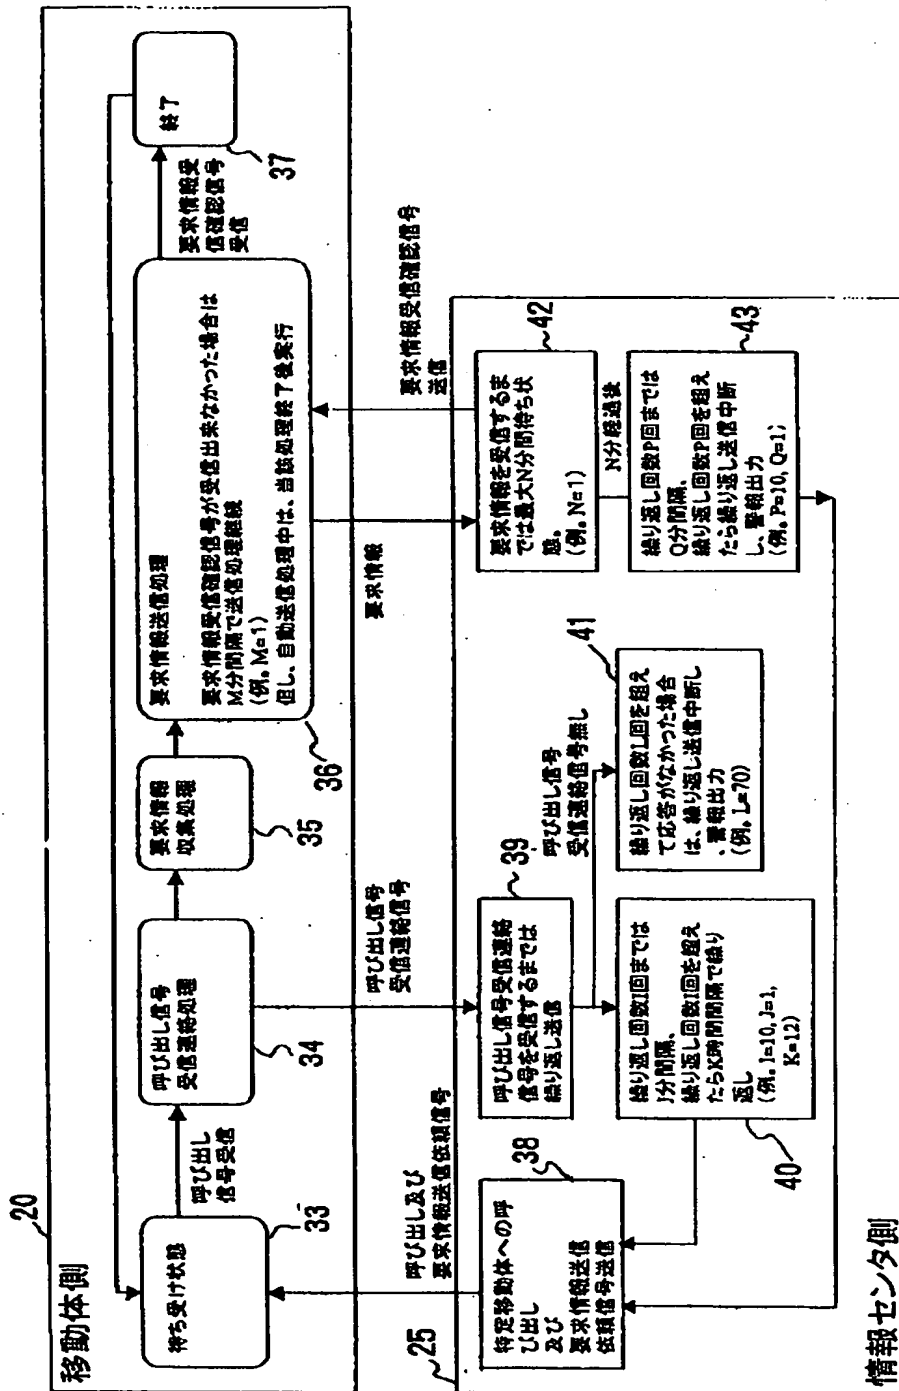 20
移動体側
待ち受け状態
33
呼び出し
信号受信
呼び出し信号
受信連絡処理
34
要求情報
収集処理
35
要求情報送信処理
要求情報受信確認信号が受信出来なかった場合は
M分間隔で送信処理継続
(例。M=1)
但し、自動送信処理中は、当該処理終了後実行
36
要求情報受
信確認信号
受信
終了
37
呼び出し及び
要求情報送信依頼信号
呼び出し信号
受信連絡信号
要求情報
要求情報受信確認信号
送信
25
特定移動体への呼
び出し
及び
要求情報送信
依頼信号送信
38
呼び出し信号受信連絡
信号を受信するまでは
繰り返し送信
39
呼び出し信号
受信連絡信号無し
繰り返し回数I回までは
J分間隔、
繰り返し回数I回を超え
たらK時間間隔で繰り
返し
(例。I=10, J=1,
K=12)
40
繰り返し回数L回を超え
て応答がなかった場合
は、繰り返し送信中断し
、警報出力
(例。L=70)
41
要求情報を受信するま
では最大N分間待ち状
態。
(例。N=1)
42
N分経過後
繰り返し回数P回までは
Q分間隔、
繰り返し回数P回を超え
たら繰り返し送信中断
し、警報出力
(例。P=10, Q=1;
43
情報センタ側